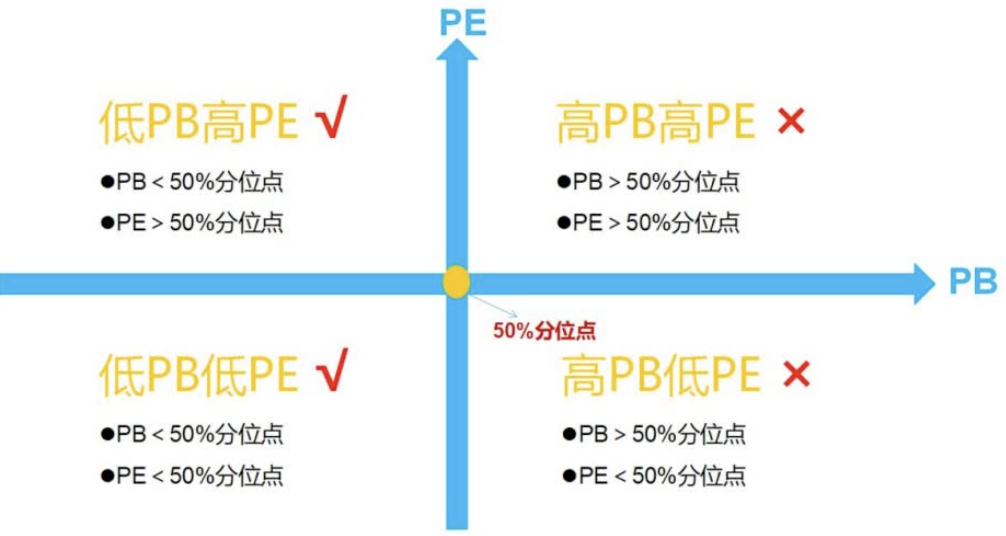 PE
低PB高PE √
●PB＜50%分位点
●PE＞50%分位点
高PB高PE ×
●PB＞50%分位点
●PE＞50%分位点
PB
50%分位点
低PB低PE √
●PB＜50%分位点
●PE＜50%分位点
高PB低PE ×
●PB＞50%分位点
●PE＜50%分位点